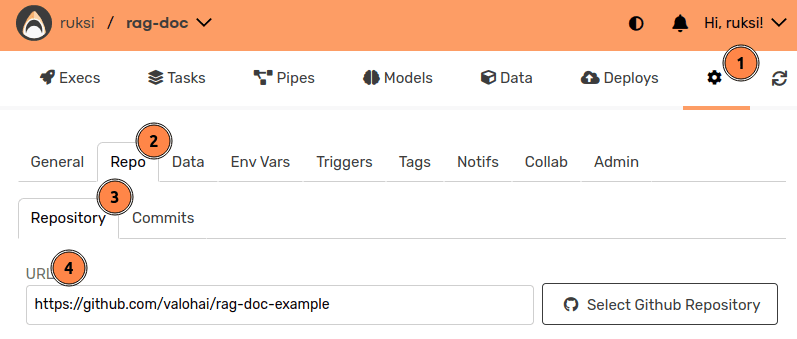 ruksi / rag-doc Hi, ruksi!
Execs Tasks Pipes Models Data Deploys 1
2
General Repo Data Env Vars Triggers Tags Notifs Collab Admin
3
Repository Commits
URL 4
https://github.com/valohai/rag-doc-example Select Github Repository